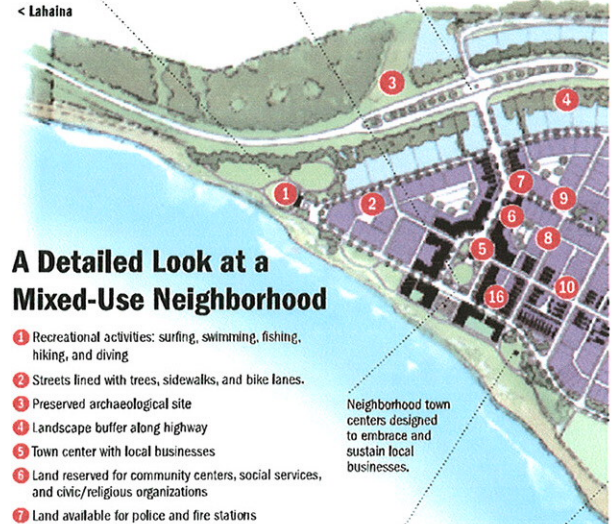 < Lahaina
3
4
1
2
7
9
6
8
5
10
16
A Detailed Look at a
Mixed-Use Neighborhood
1 Recreational activities: surfing, swimming, fishing,
hiking, and diving
2 Streets lined with trees, sidewalks, and bike lanes.
3 Preserved archaeological site
4 Landscape buffer along highway
5 Town center with local businesses
6 Land reserved for community centers, social services,
and civic/religious organizations
7 Land available for police and fire stations
Neighborhood town
centers designed
to embrace and
sustain local
businesses.